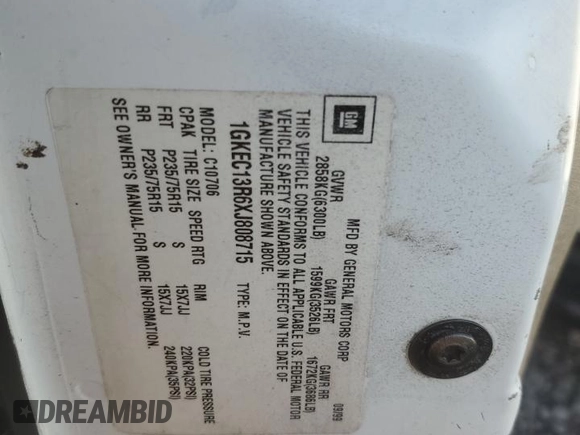 GM
MFD BY GENERAL MOTORS CORP 09/99
GVWR GAWR FRT GAWR RR
2858KG(6300LB) 1599KG(3526LB) 1672KG(3686LB)
THIS VEHICLE CONFORMS TO ALL APPLICABLE U.S. FEDERAL MOTOR
VEHICLE SAFETY STANDARDS IN EFFECT ON THE DATE OF
MANUFACTURE SHOWN ABOVE.
1GKEC13R6XJ808715 TYPE: M.P.V.
MODEL: C10706
CPAK TIRE SIZE SPEED RTG RIM COLD TIRE PRESSURE
FRT P235/75R15 S 15X7JJ 220KPA(32PSI)
RR P235/75R15 S 15X7JJ 240KPA(35PSI)
SEE OWNER'S MANUAL FOR MORE INFORMATION.
DREAMBID